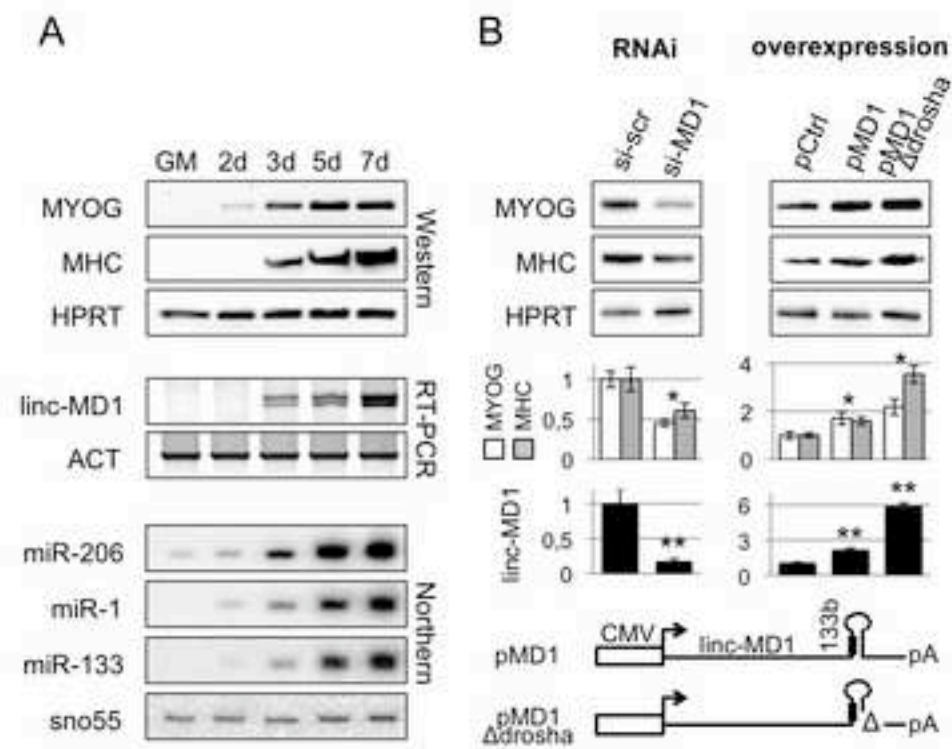 A
GM 2d 3d 5d 7d
MYOG
MHC
HPRT
Western
linc-MD1
ACT
RT-PCR
miR-206
miR-1
miR-133
sno55
Northern
B
RNAi overexpression
si-scr si-MD1 pCtrl pMD1 pMD1 Δdrosha
MYOG
MHC
HPRT
MYOG
MHC
1
0.5
0
*
4
2
0
* *
linc-MD1
1
0.5
0
**
6
3
0
** **
CMV
linc-MD1
133b
pMD1
pA
pMD1
Δdrosha
Δ
pA